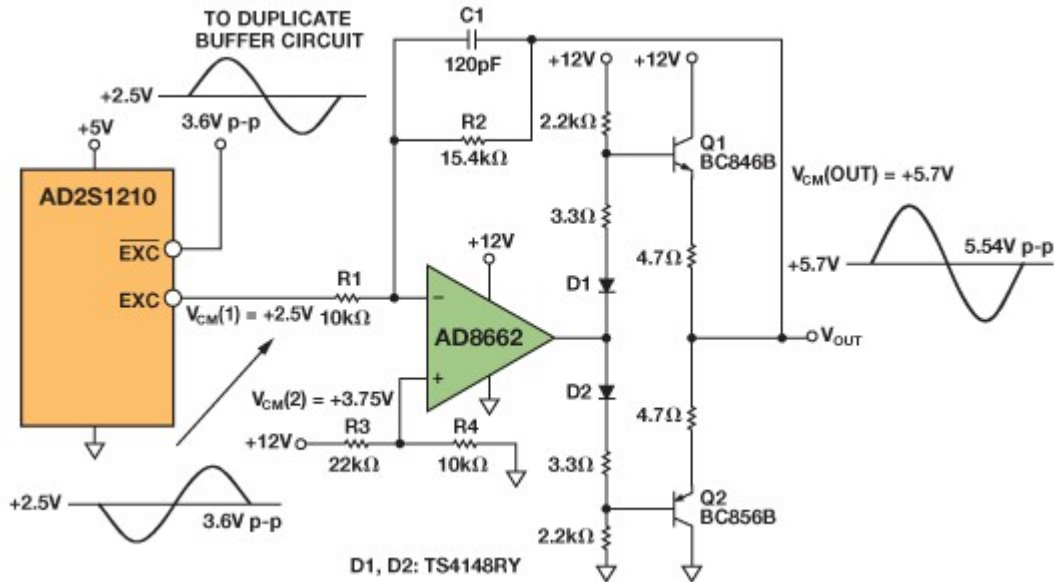 TO DUPLICATE
BUFFER CIRCUIT
+2.5V
3.6V p-p
+5V
AD2S1210
EXC
EXC
V_CM(1) = +2.5V
R1
10kΩ
C1
120pF
R2
15.4kΩ
+12V
−
+
AD8662
V_CM(2) = +3.75V
+12V
R3
22kΩ
R4
10kΩ
+12V
+12V
2.2kΩ
Q1
BC846B
3.3Ω
4.7Ω
D1
D2
4.7Ω
3.3Ω
Q2
BC856B
2.2kΩ
V_CM(OUT) = +5.7V
5.54V p-p
+5.7V
V_OUT
+2.5V
3.6V p-p
D1, D2: TS4148RY